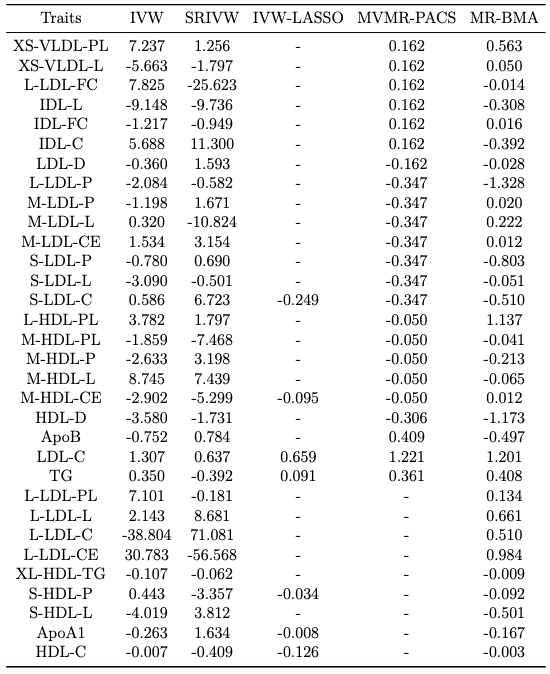 Traits IVW SRIVW IVW-LASSO MVMR-PACS MR-BMA
XS-VLDL-PL 7.237 1.256 - 0.162 0.563
XS-VLDL-L -5.663 -1.797 - 0.162 0.050
L-LDL-FC 7.825 -25.623 - 0.162 -0.014
IDL-L -9.148 -9.736 - 0.162 -0.308
IDL-FC -1.217 -0.949 - 0.162 0.016
IDL-C 5.688 11.300 - 0.162 -0.392
LDL-D -0.360 1.593 - -0.162 -0.028
L-LDL-P -2.084 -0.582 - -0.347 -1.328
M-LDL-P -1.198 1.671 - -0.347 0.020
M-LDL-L 0.320 -10.824 - -0.347 0.222
M-LDL-CE 1.534 3.154 - -0.347 0.012
S-LDL-P -0.780 0.690 - -0.347 -0.803
S-LDL-L -3.090 -0.501 - -0.347 -0.051
S-LDL-C 0.586 6.723 -0.249 -0.347 -0.510
L-HDL-PL 3.782 1.797 - -0.050 1.137
M-HDL-PL -1.859 -7.468 - -0.050 -0.041
M-HDL-P -2.633 3.198 - -0.050 -0.213
M-HDL-L 8.745 7.439 - -0.050 -0.065
M-HDL-CE -2.902 -5.299 -0.095 -0.050 0.012
HDL-D -3.580 -1.731 - -0.306 -1.173
ApoB -0.752 0.784 - 0.409 -0.497
LDL-C 1.307 0.637 0.659 1.221 1.201
TG 0.350 -0.392 0.091 0.361 0.408
L-LDL-PL 7.101 -0.181 - - 0.134
L-LDL-L 2.143 8.681 - - 0.661
L-LDL-C -38.804 71.081 - - 0.510
L-LDL-CE 30.783 -56.568 - - 0.984
XL-HDL-TG -0.107 -0.062 - - -0.009
S-HDL-P 0.443 -3.357 -0.034 - -0.092
S-HDL-L -4.019 3.812 - - -0.501
ApoA1 -0.263 1.634 -0.008 - -0.167
HDL-C -0.007 -0.409 -0.126 - -0.003